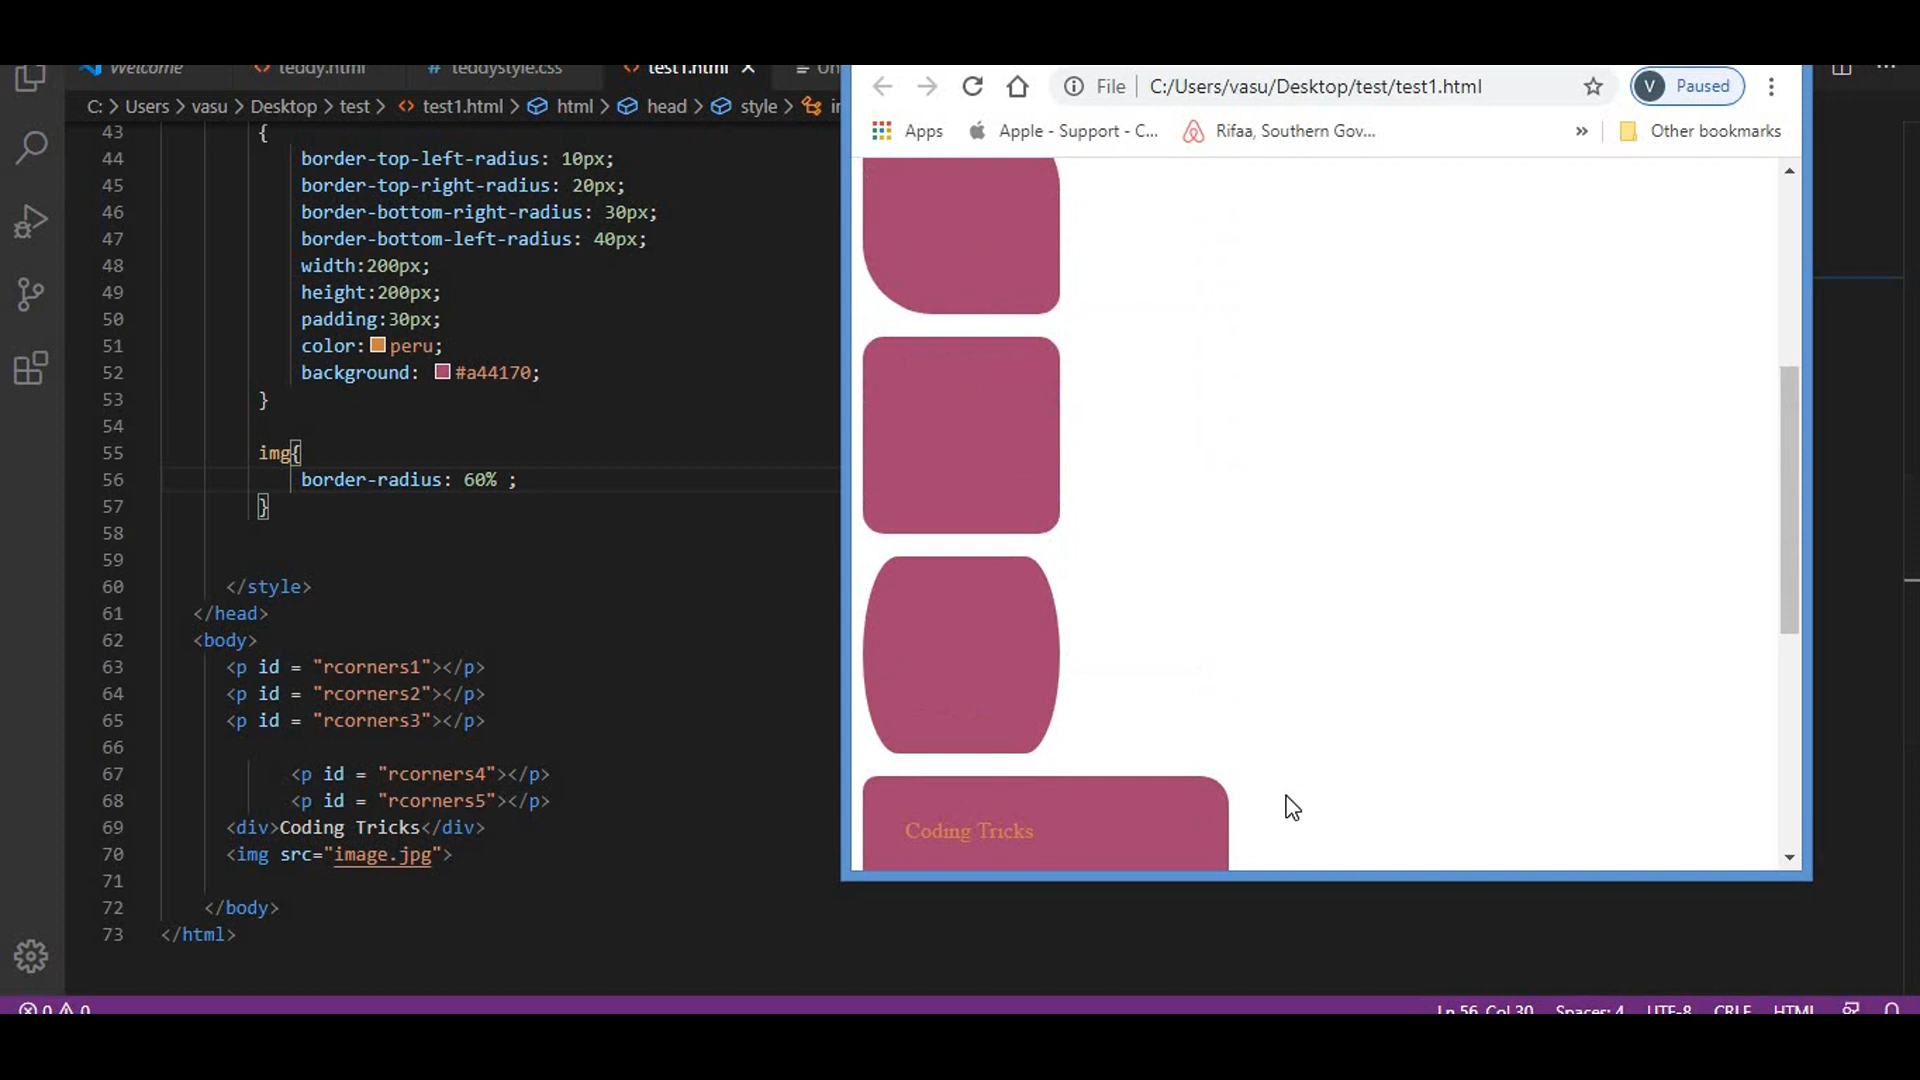 Welcome teddy.html # teddystyle.css test1.html
C: > Users > vasu > Desktop > test > test1.html > html > head > style >
43 {
44 border-top-left-radius: 10px;
45 border-top-right-radius: 20px;
46 border-bottom-right-radius: 30px;
47 border-bottom-left-radius: 40px;
48 width:200px;
49 height:200px;
50 padding:30px;
51 color: peru;
52 background: #a44170;
53 }
54
55 img{
56 border-radius: 60% ;
57 }
58
59
60 </style>
61 </head>
62 <body>
63 <p id = "rcorners1"></p>
64 <p id = "rcorners2"></p>
65 <p id = "rcorners3"></p>
66
67 <p id = "rcorners4"></p>
68 <p id = "rcorners5"></p>
69 <div>Coding Tricks</div>
70 <img src="image.jpg">
71
72 </body>
73 </html>
File C:/Users/vasu/Desktop/test/test1.html V Paused
Apps Apple - Support - C... Rifaa, Southern Gov... » Other bookmarks
Coding Tricks
0 0 Ln 56, Col 30 Spaces: 4 UTF-8 CRLF HTML